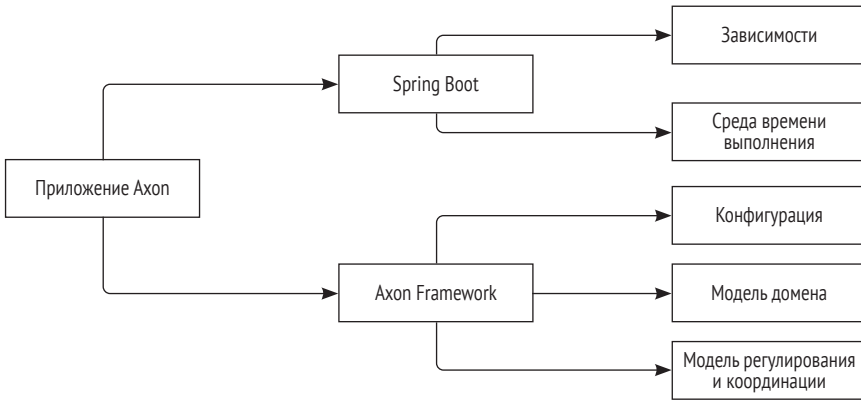 Зависимости
Spring Boot
Среда времени
выполнения
Приложение Axon
Конфигурация
Axon Framework
Модель домена
Модель регулирования
и координации